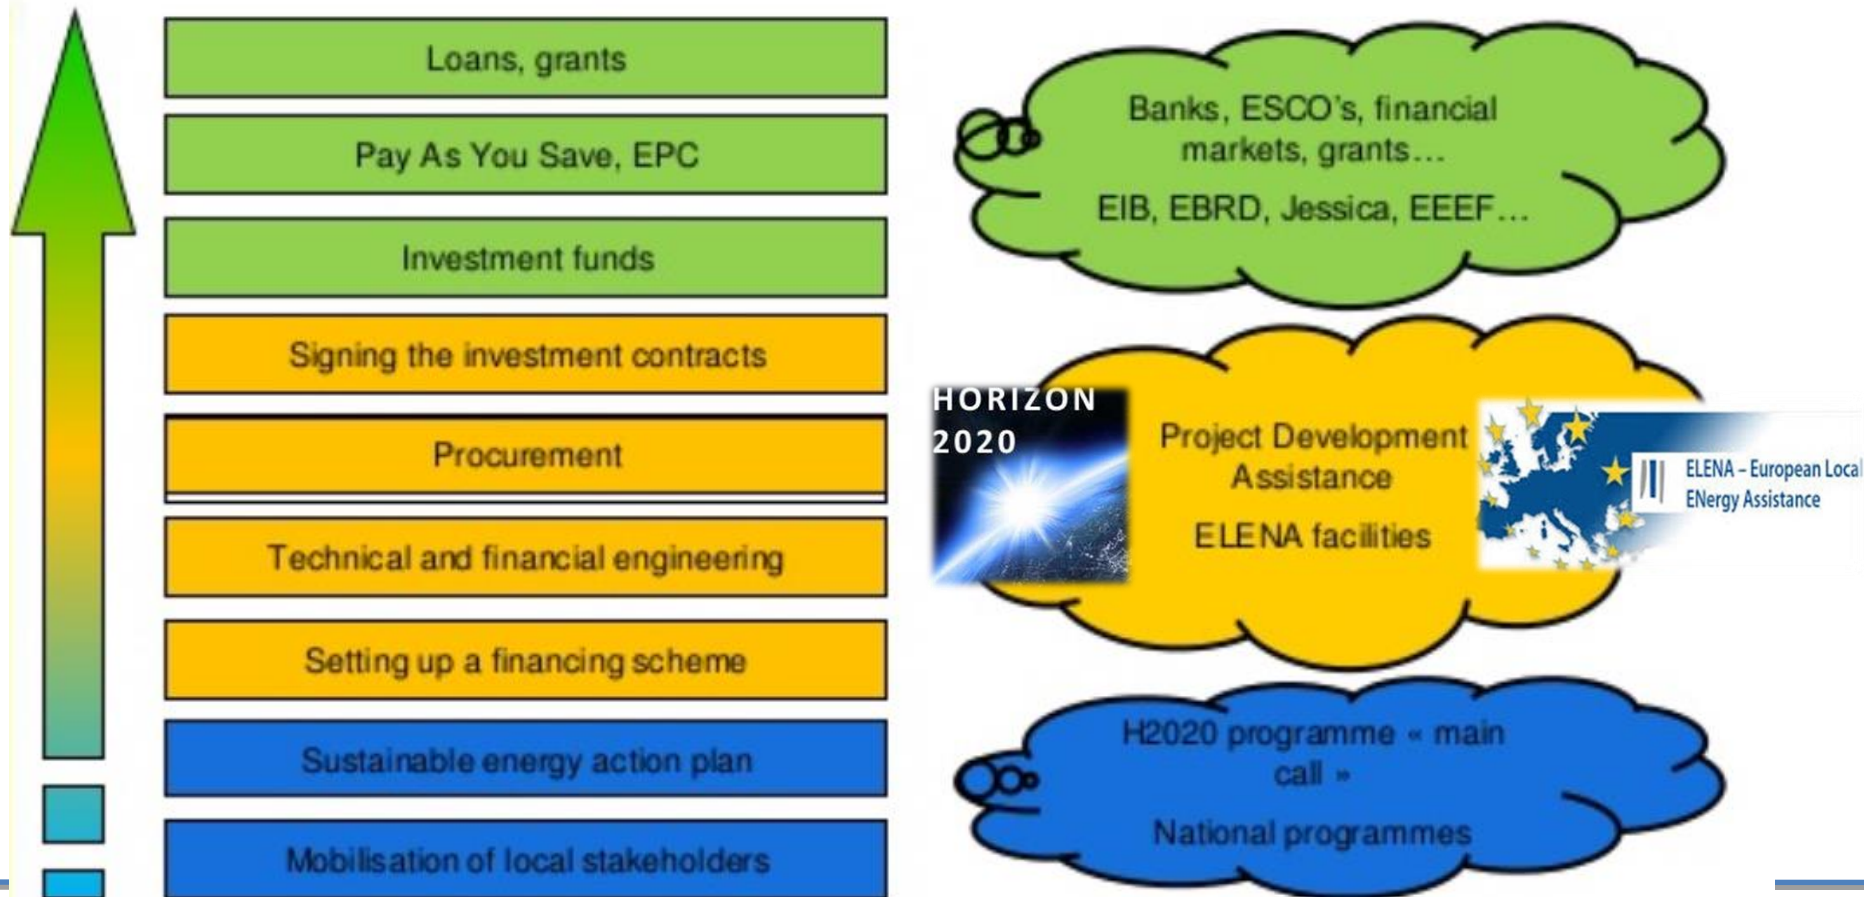 Loans, grants
Pay As You Save, EPC
Investment funds
Signing the investment contracts
Procurement
Technical and financial engineering
Setting up a financing scheme
Sustainable energy action plan
Mobilisation of local stakeholders
Banks, ESCO's, financial
markets, grants...
EIB, EBRD, Jessica, EEEF...
HORIZON
2020
Project Development
Assistance
ELENA facilities
ELENA – European Local
ENergy Assistance
H2020 programme « main
call »
National programmes